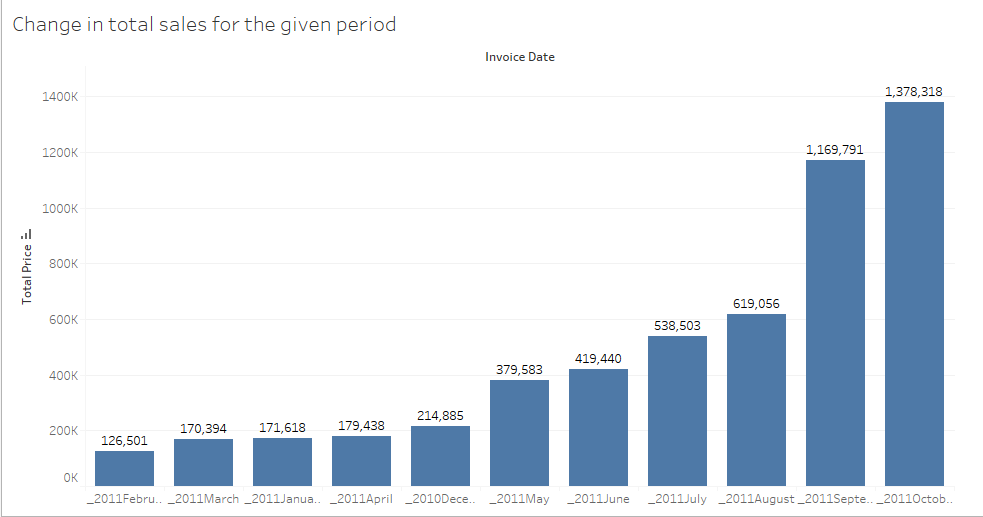 Change in total sales for the given period
Invoice Date
Total Price
1400K
1200K
1000K
800K
600K
400K
200K
0K
126,501
170,394
171,618
179,438
214,885
379,583
419,440
538,503
619,056
1,169,791
1,378,318
_2011Febru.. _2011March _2011Janua.. _2011April _2010Dece.. _2011May _2011June _2011July _2011August _2011Septe.. _2011Octob..